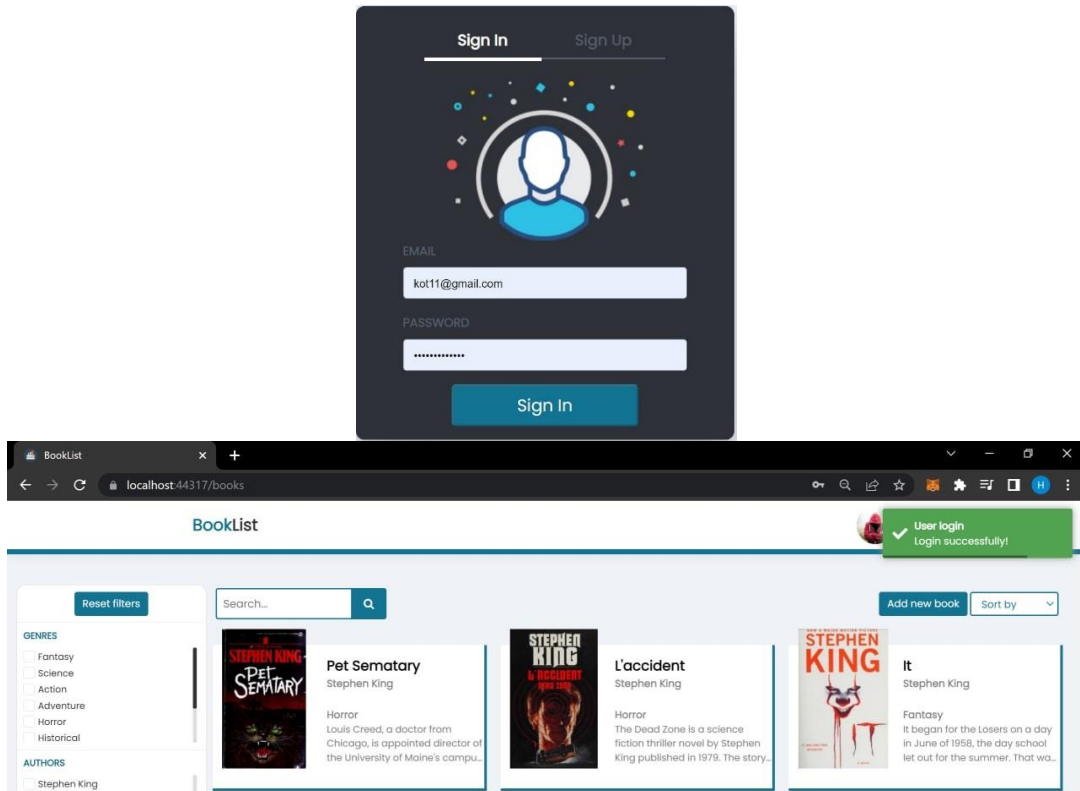 Sign In
Sign Up
EMAIL
kot11@gmail.com
PASSWORD
•••••••••••••
Sign In
BookList
localhost:44317/books
H
BookList
User login
Login successfully!
Reset filters
Search...
Add new book
Sort by
GENRES
Fantasy
Science
Action
Adventure
Horror
Historical
AUTHORS
Stephen King
STEPHEN KING
PET
SEMATARY
Pet Sematary
Stephen King
Horror
Louis Creed, a doctor from
Chicago, is appointed director of
the University of Maine's campu...
STEPHEN
KING
L'accident
Stephen King
Horror
The Dead Zone is a science
fiction thriller novel by Stephen
King published in 1979. The story...
STEPHEN
KING
IT
It
Stephen King
Fantasy
It began for the Losers on a day
in June of 1958, the day school
let out for the summer. That wa...